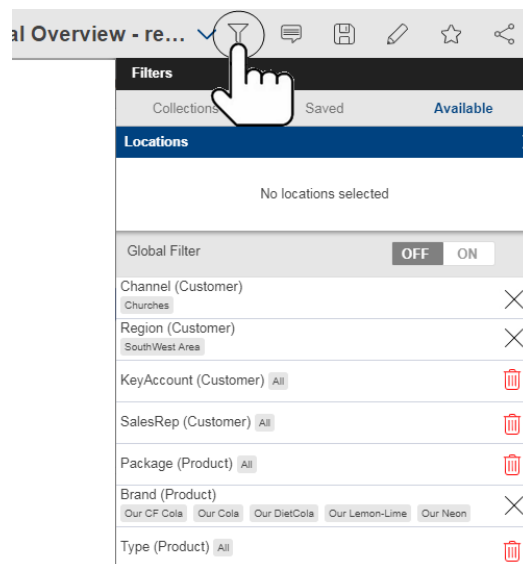 al Overview - re...
Filters
Collections Saved Available
Locations
No locations selected
Global Filter OFF ON
Channel (Customer)
Churches
Region (Customer)
SouthWest Area
KeyAccount (Customer) All
SalesRep (Customer) All
Package (Product) All
Brand (Product)
Our CF Cola Our Cola Our DietCola Our Lemon-Lime Our Neon
Type (Product) All